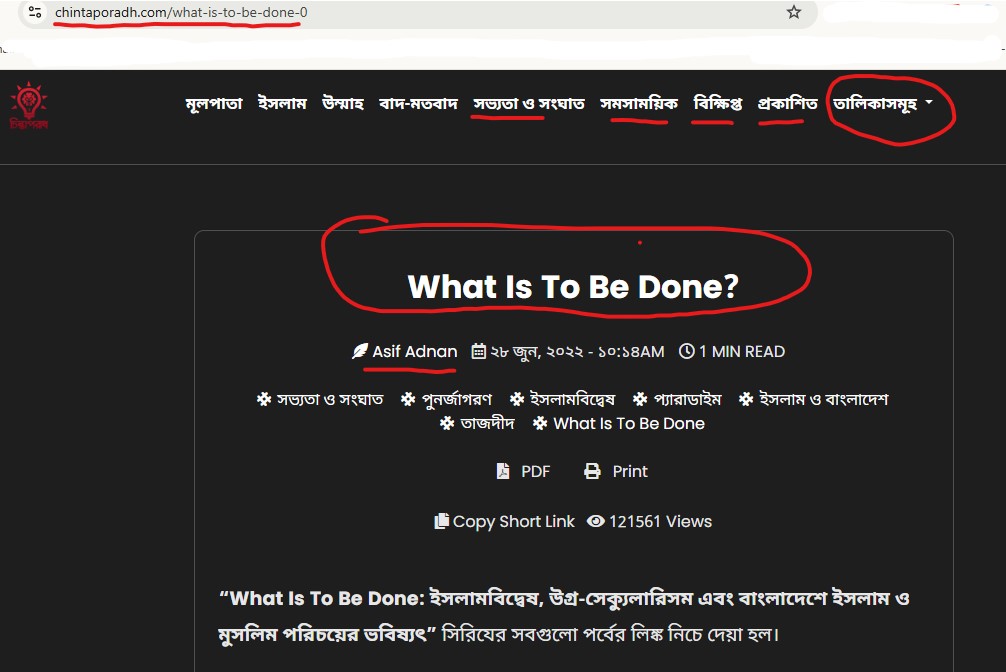 chintaporadh.com/what-is-to-be-done-0
চিন্তাপরাধ
মূলপাতা ইসলাম উম্মাহ বাদ-মতবাদ সভ্যতা ও সংঘাত সমসাময়িক বিক্ষিপ্ত প্রকাশিত তালিকাসমূহ
What Is To Be Done?
Asif Adnan ২৮ জুন, ২০২২ - ১০:১৪AM 1 MIN READ
সভ্যতা ও সংঘাত পুনর্জাগরণ ইসলামবিদ্বেষ প্যারাডাইম ইসলাম ও বাংলাদেশ
তাজদীদ What Is To Be Done
PDF Print
Copy Short Link 121561 Views
“What Is To Be Done: ইসলামবিদ্বেষ, উগ্র-সেক্যুলারিসম এবং বাংলাদেশে ইসলাম ও
মুসলিম পরিচয়ের ভবিষ্যৎ” সিরিযের সবগুলো পর্বের লিঙ্ক নিচে দেয়া হল।